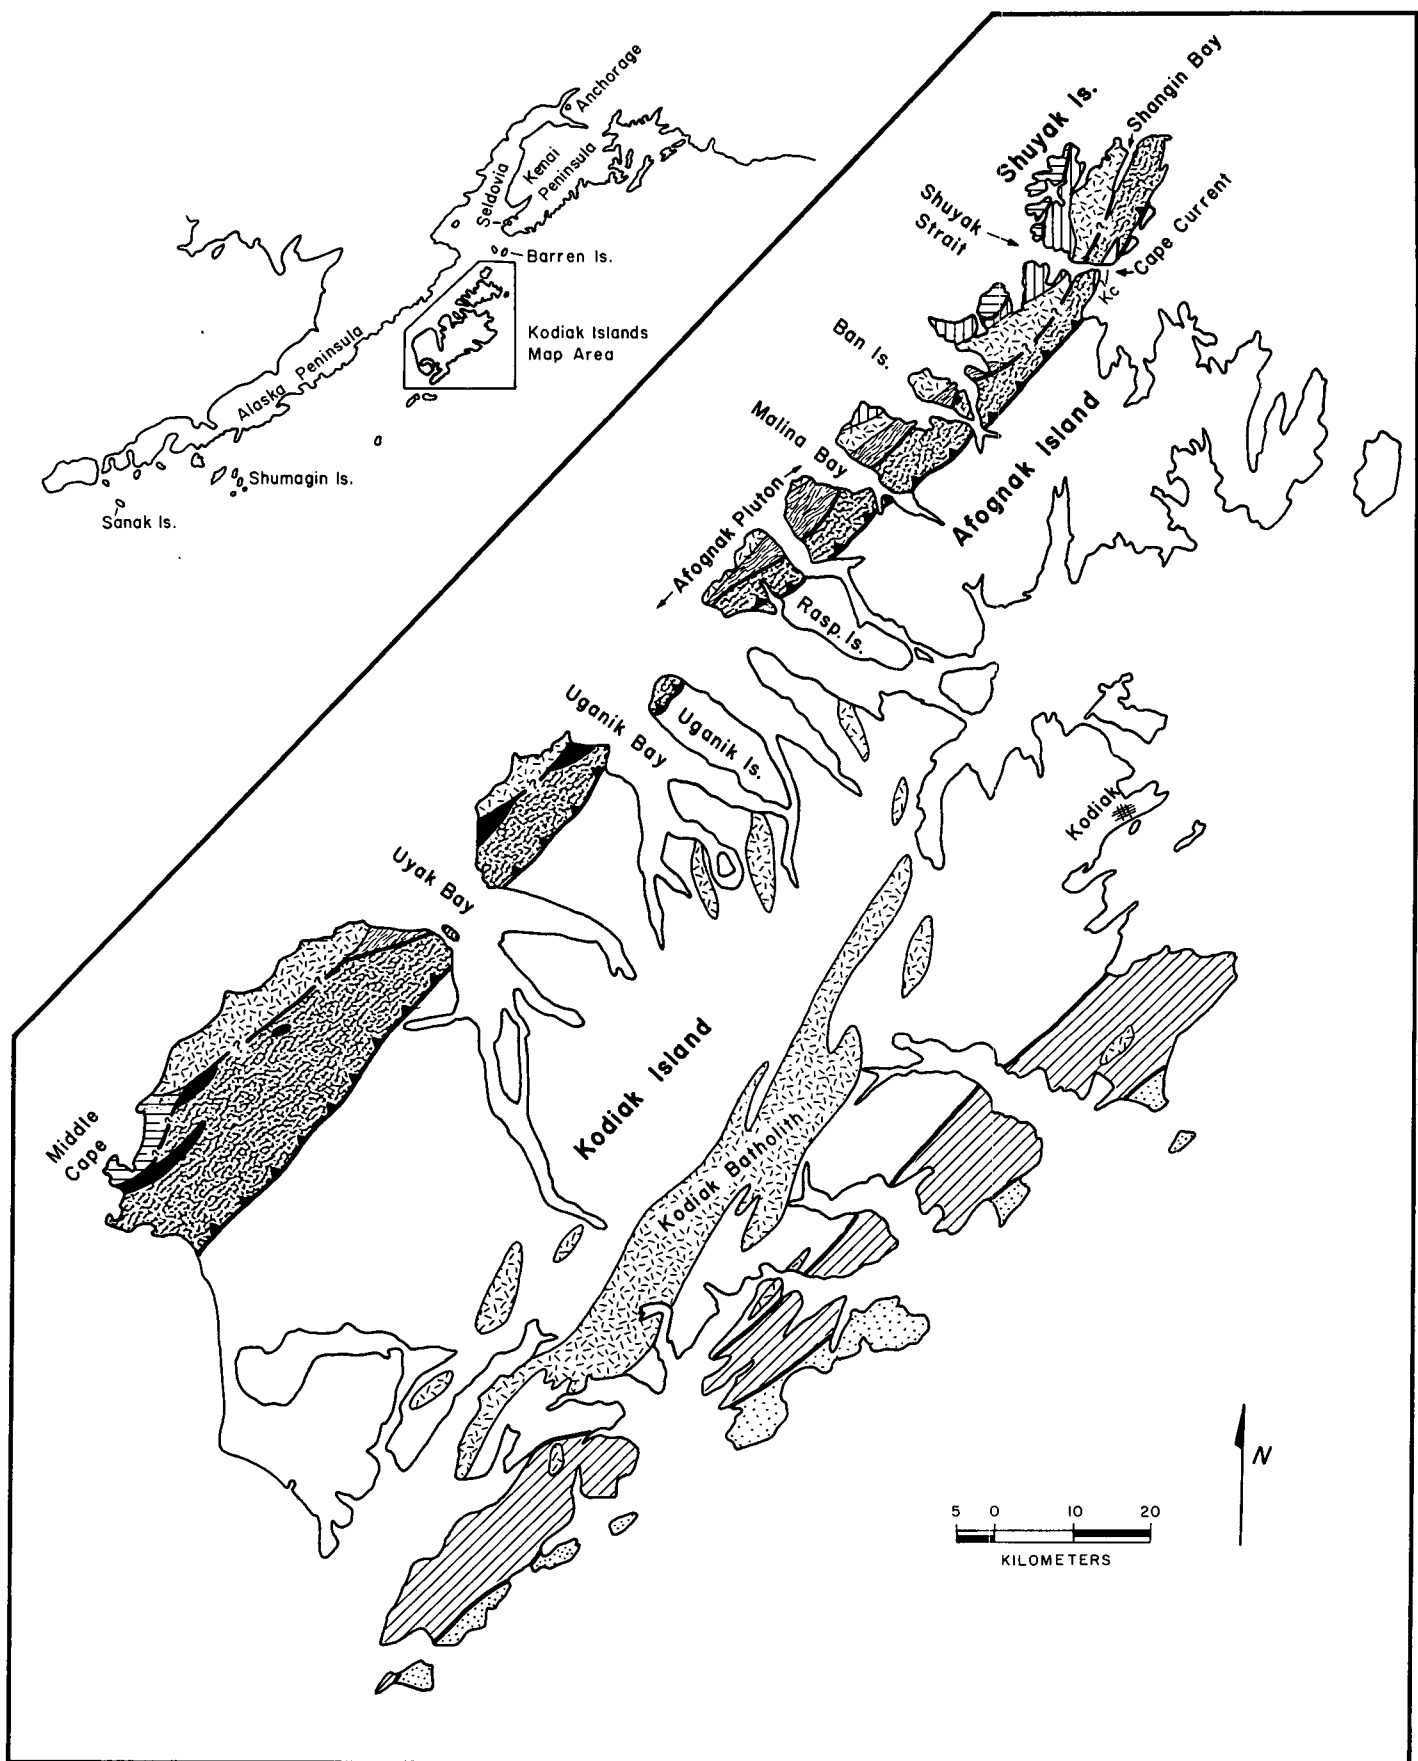 Anchorage
Kenai
Peninsula
Seldovia
Barren Is.
Kodiak Islands
Map Area
Alaska Peninsula
Shumagin Is.
Sanak Is.
Shuyak Is.
Shangin Bay
Shuyak
Strait
Cape Current
Kc
Ban Is.
Malina
Bay
Afognak Pluton
Afognak Island
Rasp. Is.
Uganik
Bay
Uganik Is.
Kodiak
Uyak
Bay
Kodiak Island
Middle
Cape
Kodiak Batholith
N
5 0 10 20
KILOMETERS